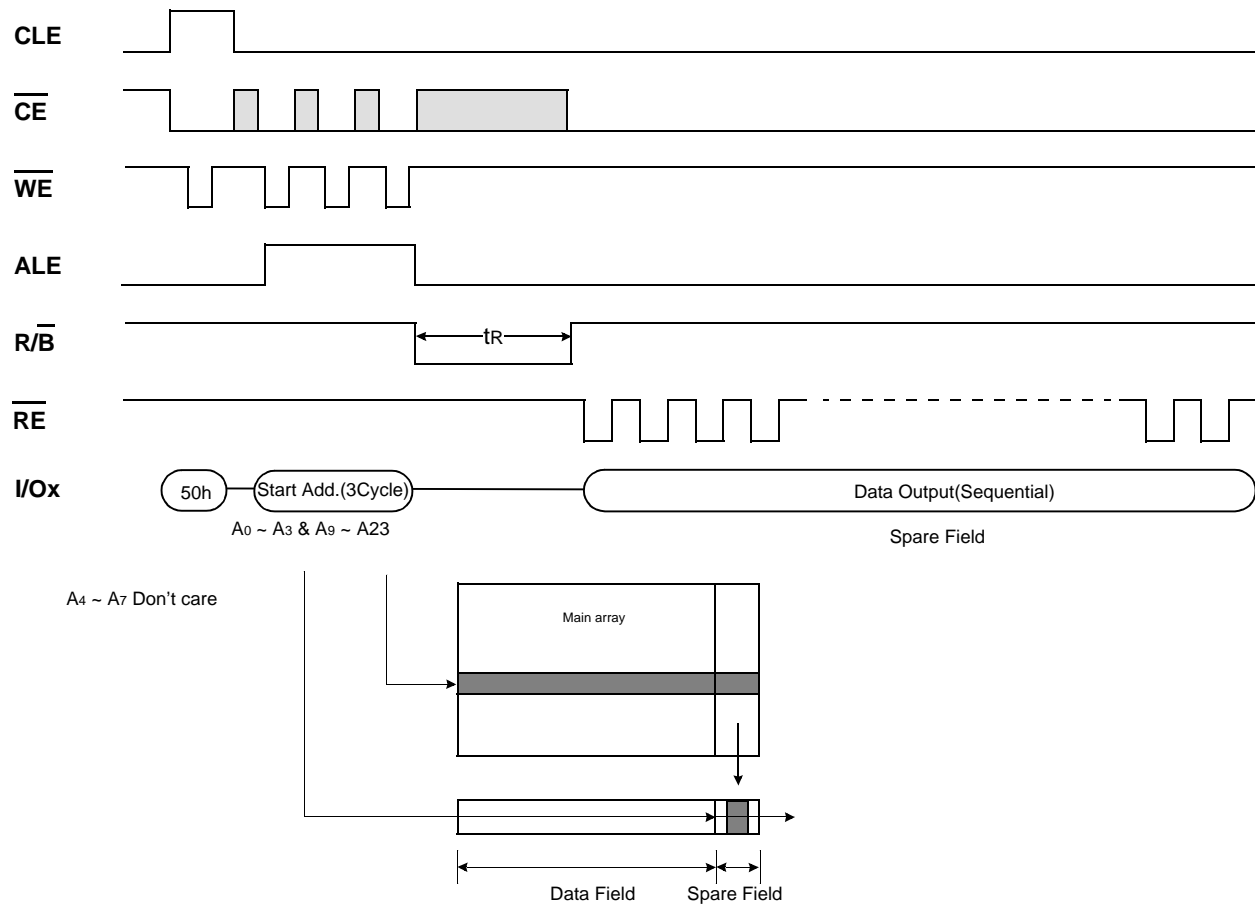 CLE
CE
WE
ALE
R/B
tR
RE
I/Ox
50h
Start Add.(3Cycle)
Data Output(Sequential)
A0 ~ A3 & A9 ~ A23
Spare Field
A4 ~ A7 Don't care
Main array
Data Field
Spare Field